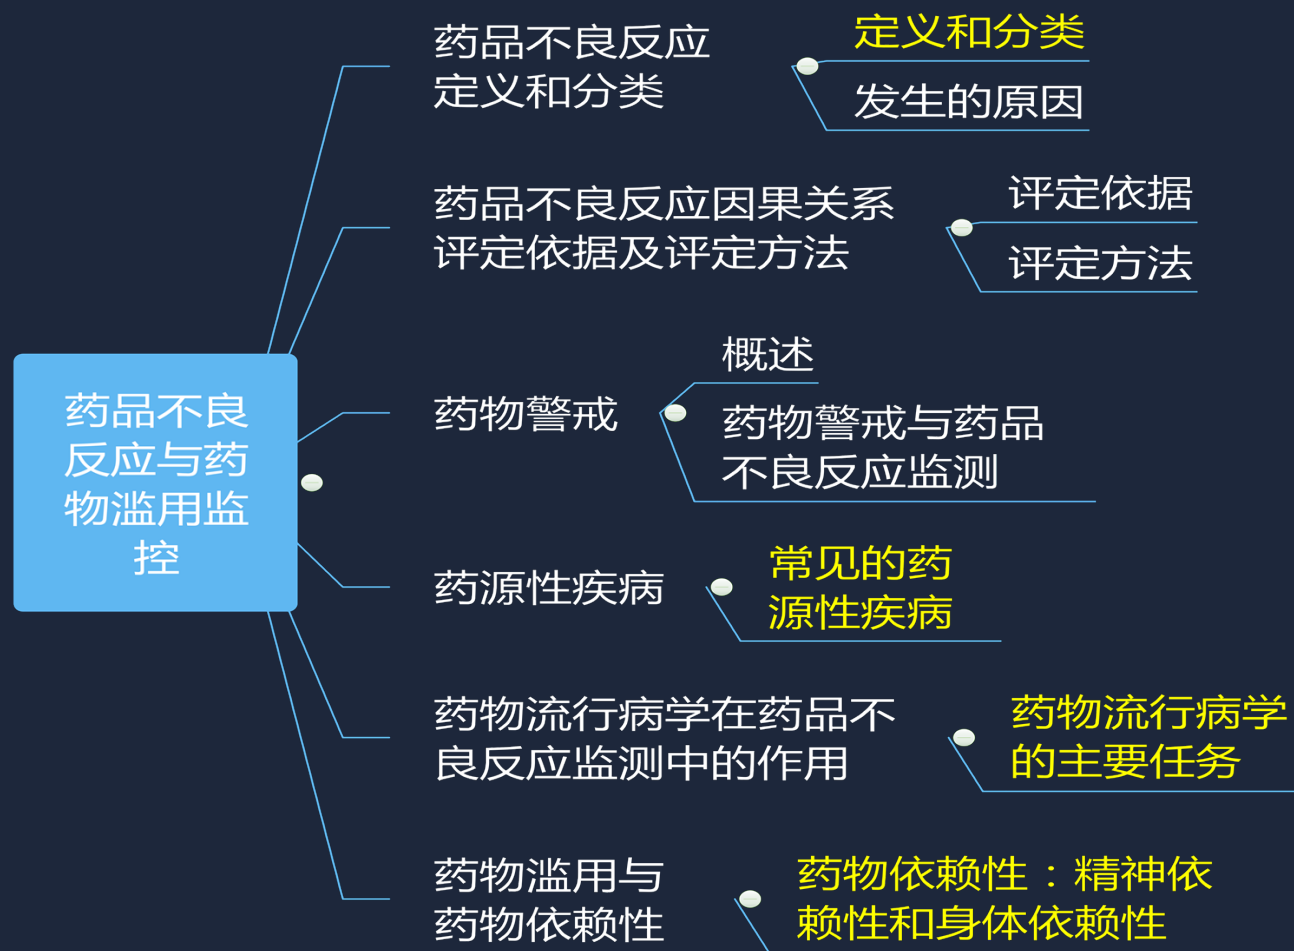 药品不良
反应与药
物滥用监
控
药品不良反应
定义和分类
定义和分类
发生的原因
药品不良反应因果关系
评定依据及评定方法
评定依据
评定方法
药物警戒
概述
药物警戒与药品
不良反应监测
药源性疾病
常见的药
源性疾病
药物流行病学在药品不
良反应监测中的作用
药物流行病学
的主要任务
药物滥用与
药物依赖性
药物依赖性：精神依
赖性和身体依赖性